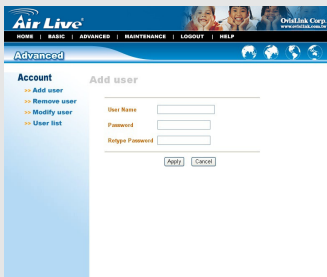 Air Live®
OvisLink Corp.
www.ovislink.com.tw
HOME | BASIC | ADVANCED | MAINTENANCE | LOGOUT | HELP
Advanced
Account
>> Add user
>> Remove user
>> Modify user
>> User list
Add user
User Name
Password
Retype Password
Apply Cancel